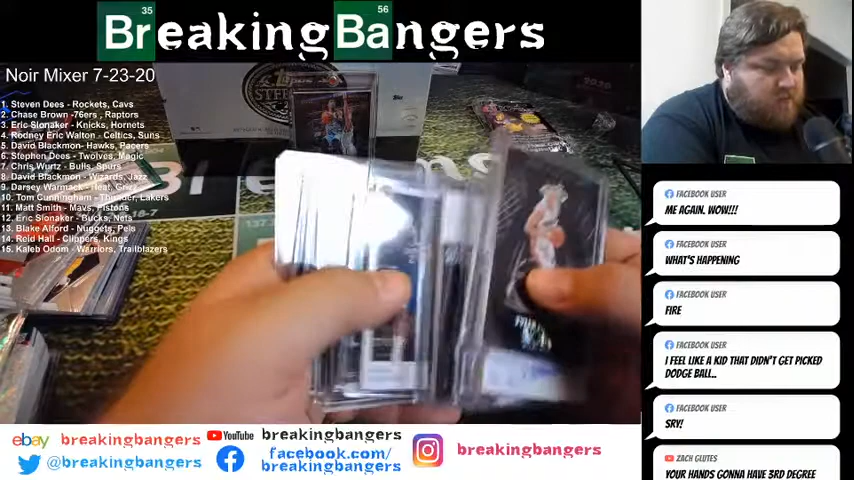 35
56
BreakingBangers
Noir Mixer 7-23-20
1. Steven Dees - Rockets, Cavs
2. Chase Brown -76ers , Raptors
3. Eric Slonaker - Knicks, Hornets
4. Rodney Eric Walton - Celtics, Suns
5. David Blackmon- Hawks, Pacers
6. Stephen Dees - Twolves, Magic
7. Chris Wurtz - Bulls, Spurs
8. David Blackmon - Wizards, Jazz
9. Darsey Warmack - Heat, Grizz
10. Tom Cunningham - Thunder, Lakers
11. Matt Smith - Mavs, Pistons
12. Eric Slonaker - Bucks, Nets
13. Blake Alford - Nuggets, Pels
14. Reid Hall - Clippers, Kings
15. Kaleb Odom - Warriors, Trailblazers
FACEBOOK USER
ME AGAIN. WOW!!!
FACEBOOK USER
WHAT'S HAPPENING
FACEBOOK USER
FIRE
FACEBOOK USER
I FEEL LIKE A KID THAT DIDN'T GET PICKED
DODGE BALL..
FACEBOOK USER
SRY!
ZACH GLUTES
YOUR HANDS GONNA HAVE 3RD DEGREE
ebay breakingbangers
YouTube breakingbangers
@breakingbangers
facebook.com/
breakingbangers
breakingbangers